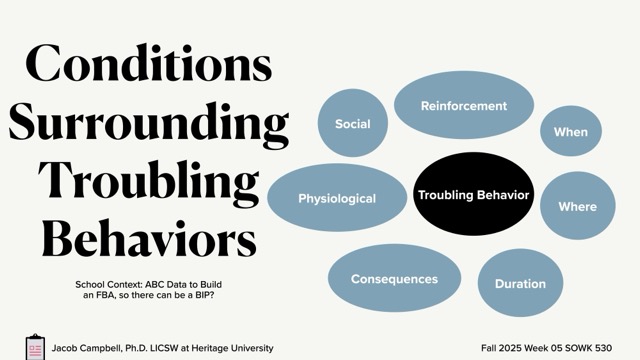 Conditions
Surrounding
Troubling
Behaviors
School Context: ABC Data to Build
an FBA, so there can be a BIP?
Social
Reinforcement
When
Physiological
Troubling Behavior
Where
Consequences
Duration
Jacob Campbell, Ph.D. LICSW at Heritage University
Fall 2025 Week 05 SOWK 530